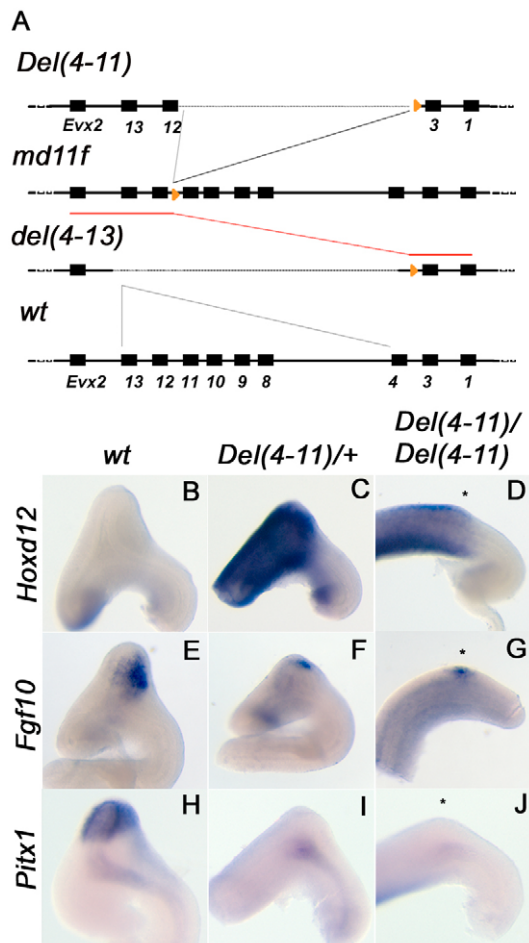 A
Del(4-11)
Evx2 13 12 3 1
md11f
del(4-13)
wt
Evx2 13 12 11 10 9 8 4 3 1
wt Del(4-11)/+ Del(4-11)/
Del(4-11)
Hoxd12 B C D *
Fgf10 E F G *
Pitx1 H I J *